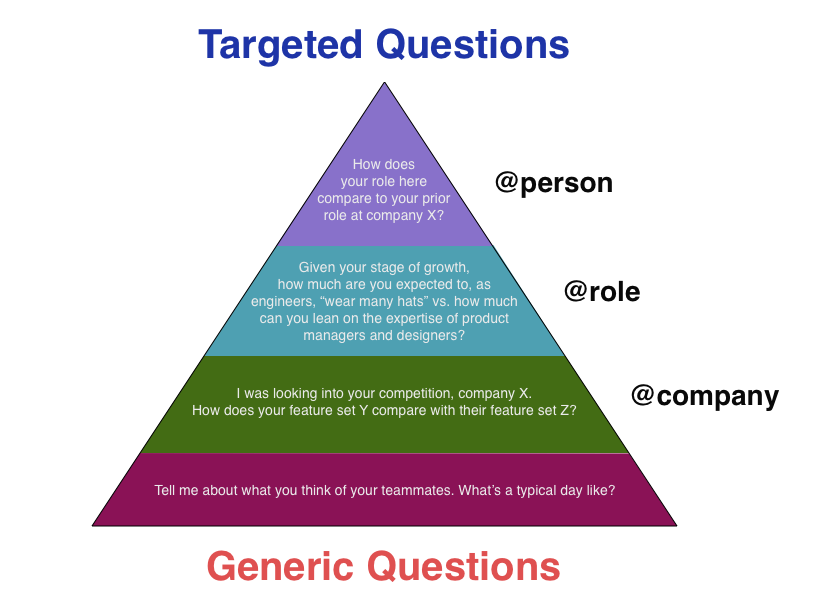 Targeted Questions
How does
your role here
compare to your prior
role at company X?
@person
Given your stage of growth,
how much are you expected to, as
engineers, “wear many hats” vs. how much
can you lean on the expertise of product
managers and designers?
@role
I was looking into your competition, company X.
How does your feature set Y compare with their feature set Z?
@company
Tell me about what you think of your teammates. What’s a typical day like?
Generic Questions